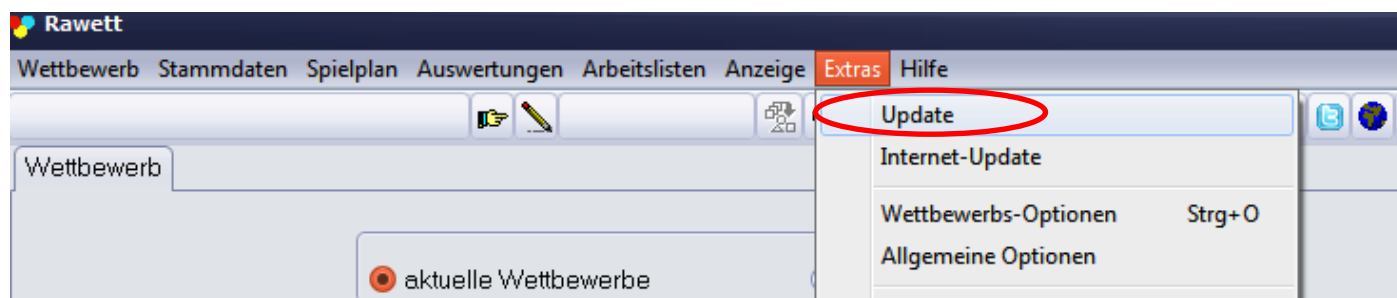 Rawett
Wettbewerb Stammdaten Spielplan Auswertungen Arbeitslisten Anzeige Extras Hilfe
Update
Internet-Update
Wettbewerb
Wettbewerbs-Optionen Strg+O
Allgemeine Optionen
aktuelle Wettbewerbe